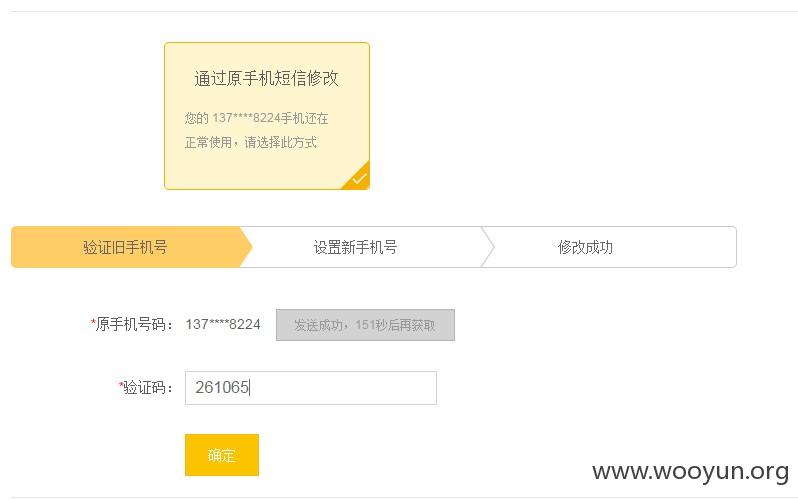 通过原手机短信修改
您的 137****8224手机还在
正常使用，请选择此方式
验证旧手机号
设置新手机号
修改成功
*原手机号码： 137****8224 发送成功，151秒后再获取
*验证码： 261065
确定
www.wooyun.org